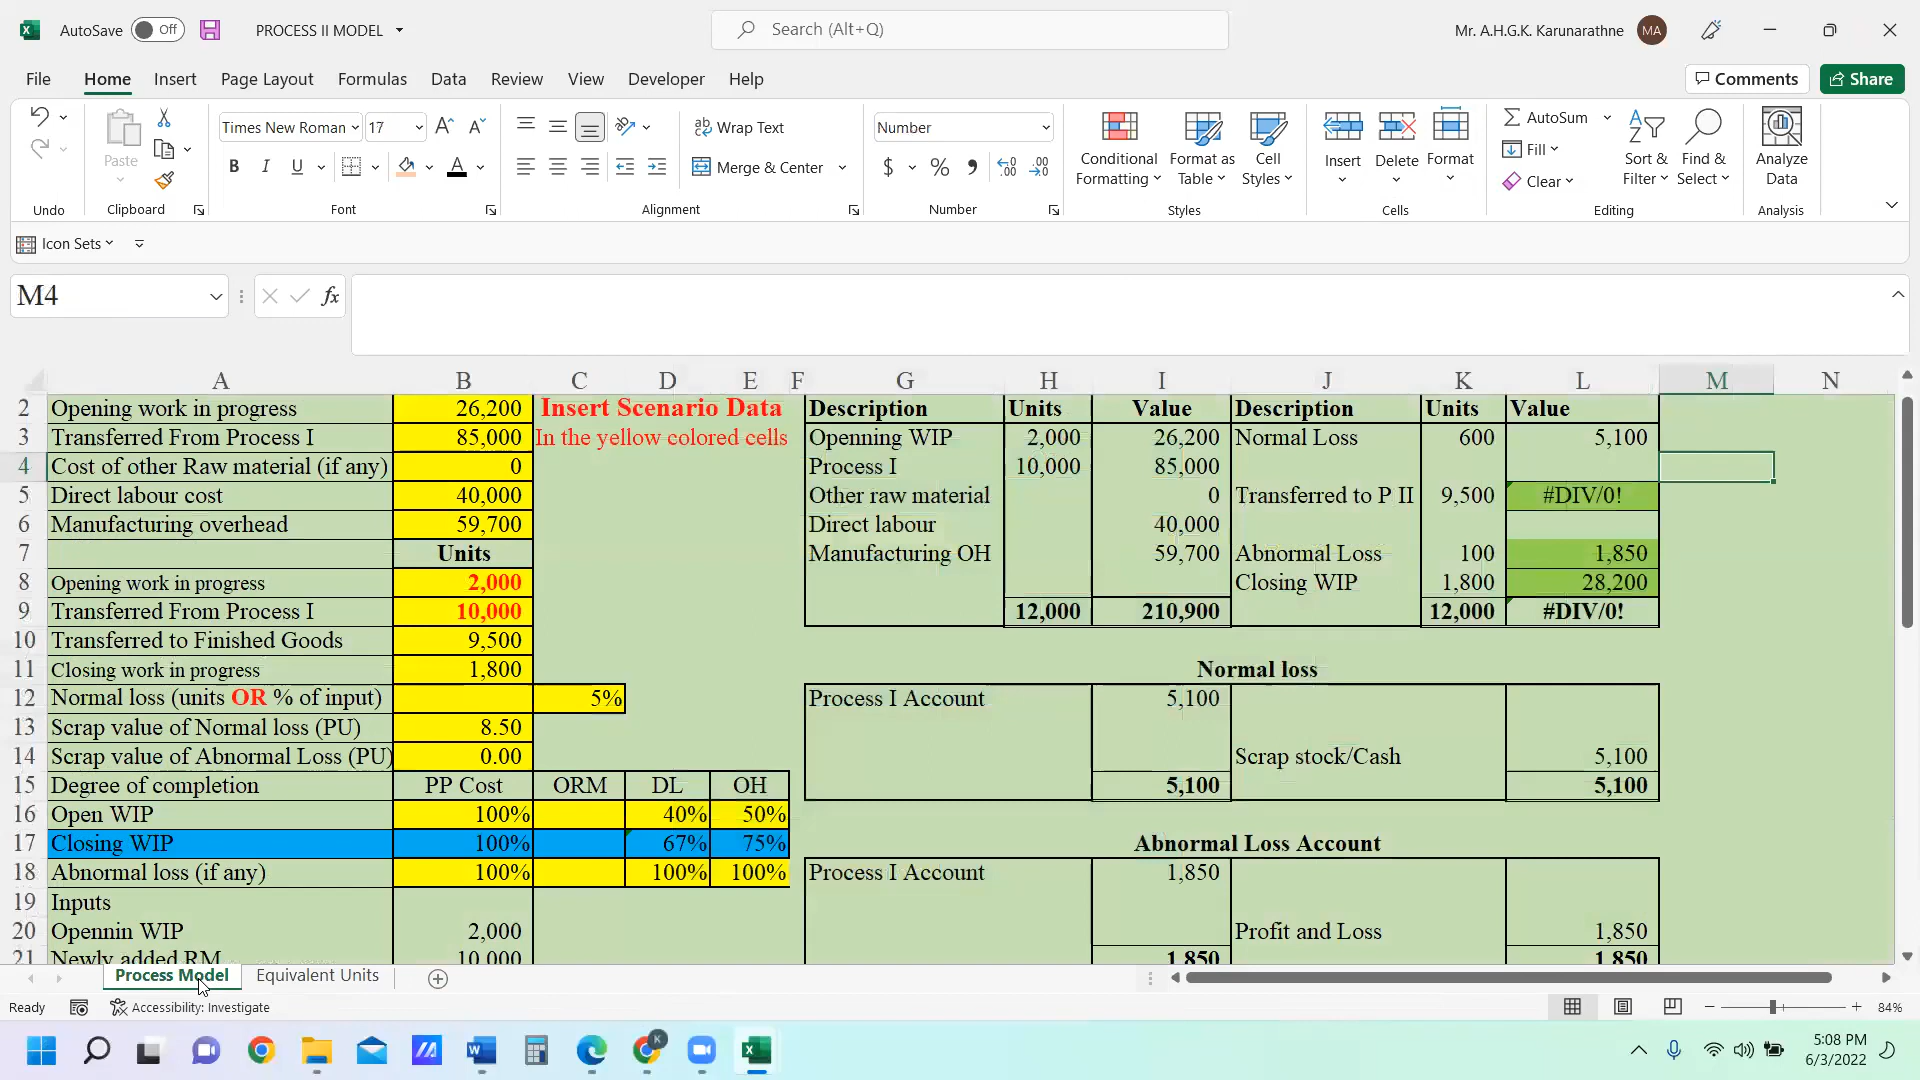 AutoSave Off PROCESS II MODEL Search (Alt+Q) Mr. A.H.G.K. Karunarathne MA
File Home Insert Page Layout Formulas Data Review View Developer Help Comments Share
Times New Roman 17 Wrap Text Number AutoSum
Paste B I U Merge & Center $ % Conditional Formatting Format as Table Cell Styles Insert Delete Format Fill Clear Sort & Filter Find & Select Analyze Data
Undo Clipboard Font Alignment Number Styles Cells Editing Analysis
Icon Sets
M4 fx
A B C D E F G H I J K L M N
2 Opening work in progress 26,200 Insert Scenario Data Description Units Value Description Units Value
3 Transferred From Process I 85,000 In the yellow colored cells Openning WIP 2,000 26,200 Normal Loss 600 5,100
4 Cost of other Raw material (if any) 0 Process I 10,000 85,000
5 Direct labour cost 40,000 Other raw material 0 Transferred to P II 9,500 #DIV/0!
6 Manufacturing overhead 59,700 Direct labour 40,000
7 Units Manufacturing OH 59,700 Abnormal Loss 100 1,850
8 Opening work in progress 2,000 Closing WIP 1,800 28,200
9 Transferred From Process I 10,000 12,000 210,900 12,000 #DIV/0!
10 Transferred to Finished Goods 9,500
11 Closing work in progress 1,800 Normal loss
12 Normal loss (units OR % of input) 5% Process I Account 5,100
13 Scrap value of Normal loss (PU) 8.50
14 Scrap value of Abnormal Loss (PU) 0.00 Scrap stock/Cash 5,100
15 Degree of completion PP Cost ORM DL OH 5,100 5,100
16 Open WIP 100% 40% 50%
17 Closing WIP 100% 67% 75% Abnormal Loss Account
18 Abnormal loss (if any) 100% 100% 100% Process I Account 1,850
19 Inputs
20 Opennin WIP 2,000 Profit and Loss 1,850
21 Newly added RM 10,000 1,850 1,850
Process Model Equivalent Units
Ready Accessibility: Investigate 84%
5:08 PM
6/3/2022